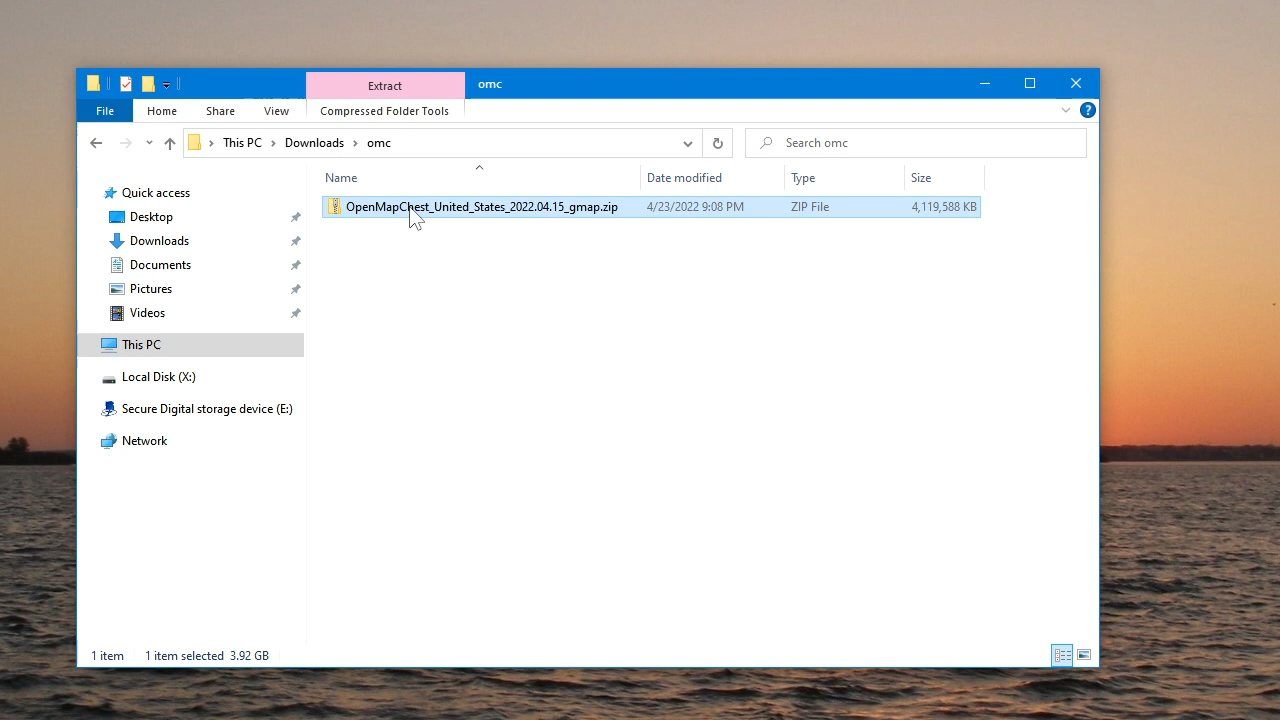 Extract
omc
File Home Share View Compressed Folder Tools
This PC Downloads omc
Search omc
Name Date modified Type Size
Quick access
Desktop
Downloads
Documents
Pictures
Videos
This PC
Local Disk (X:)
Secure Digital storage device (E:)
Network
OpenMapChest_United_States_2022.04.15_gmap.zip 4/23/2022 9:08 PM ZIP File 4,119,588 KB
1 item 1 item selected 3.92 GB